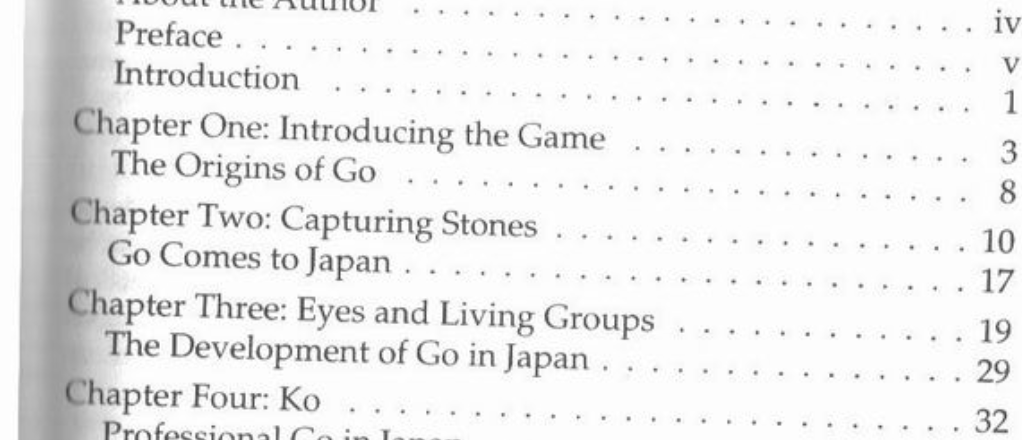 About the Author . . . . . . . . . . . . . . . . . . . . . . . iv
Preface . . . . . . . . . . . . . . . . . . . . . . . . . . . . . . v
Introduction . . . . . . . . . . . . . . . . . . . . . . . . . . 1
Chapter One: Introducing the Game . . . . . . . . . . . . . 3
The Origins of Go . . . . . . . . . . . . . . . . . . . . . . . 8
Chapter Two: Capturing Stones . . . . . . . . . . . . . . . . 10
Go Comes to Japan . . . . . . . . . . . . . . . . . . . . . . . 17
Chapter Three: Eyes and Living Groups . . . . . . . . . . . 19
The Development of Go in Japan . . . . . . . . . . . . . . . 29
Chapter Four: Ko . . . . . . . . . . . . . . . . . . . . . . . . 32
Professional Go in Japan